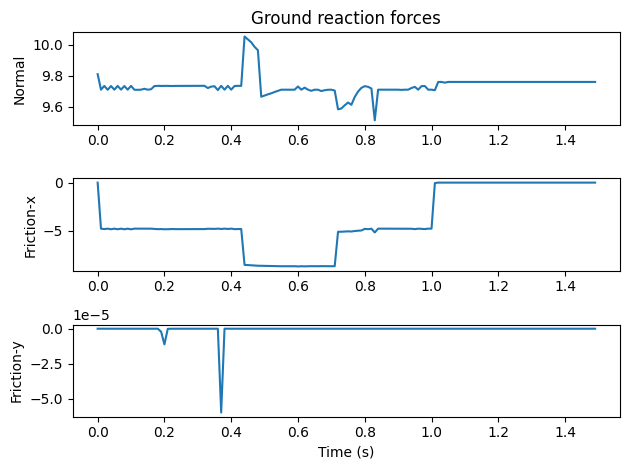 Ground reaction forces
Normal
10.0
9.8
9.6
0.0 0.2 0.4 0.6 0.8 1.0 1.2 1.4
Friction-x
0
−5
0.0 0.2 0.4 0.6 0.8 1.0 1.2 1.4
1e−5
Friction-y
0.0
−2.5
−5.0
0.0 0.2 0.4 0.6 0.8 1.0 1.2 1.4
Time (s)